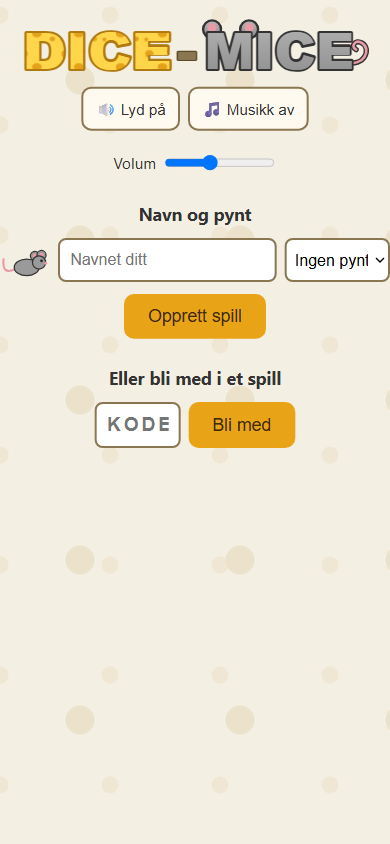 DICE-MICE
Lyd på
Musikk av
Volum
Navn og pynt
Navnet ditt
Ingen pynt
Opprett spill
Eller bli med i et spill
KODE
Bli med